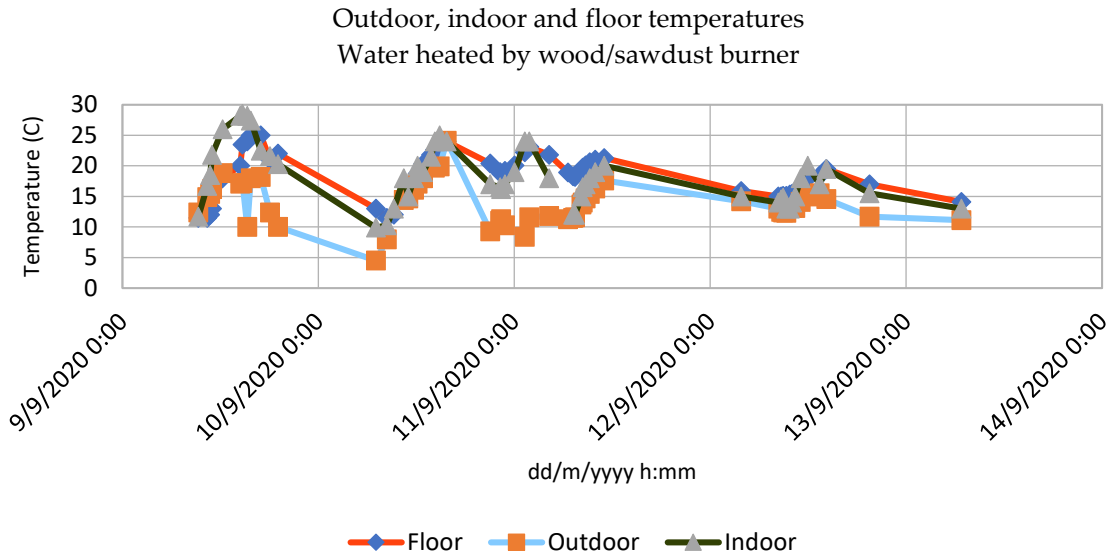 Outdoor, indoor and floor temperatures
Water heated by wood/sawdust burner
Temperature (C)
30
25
20
15
10
5
0
9/9/2020 0:00
10/9/2020 0:00
11/9/2020 0:00
12/9/2020 0:00
13/9/2020 0:00
14/9/2020 0:00
dd/m/yyyy h:mm
Floor Outdoor Indoor